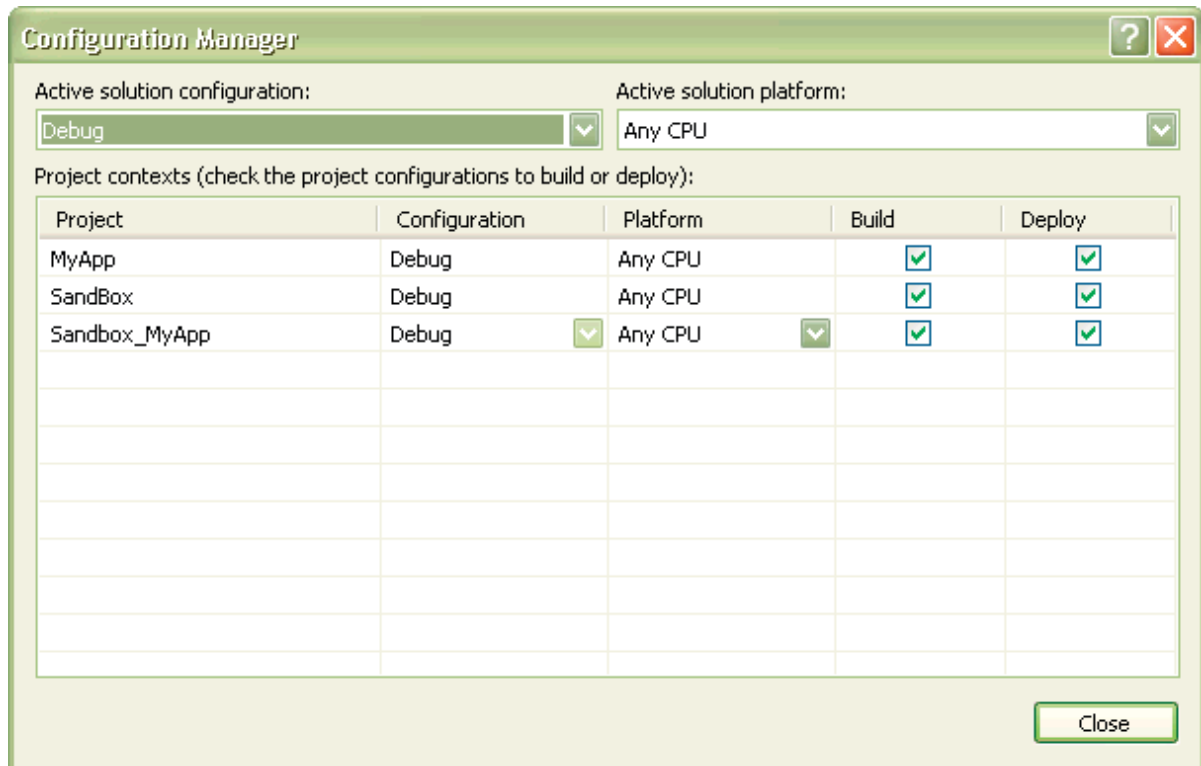 Configuration Manager
Active solution configuration: Active solution platform:
Debug Any CPU
Project contexts (check the project configurations to build or deploy):
Project Configuration Platform Build Deploy
MyApp Debug Any CPU
SandBox Debug Any CPU
Sandbox_MyApp Debug Any CPU
Close